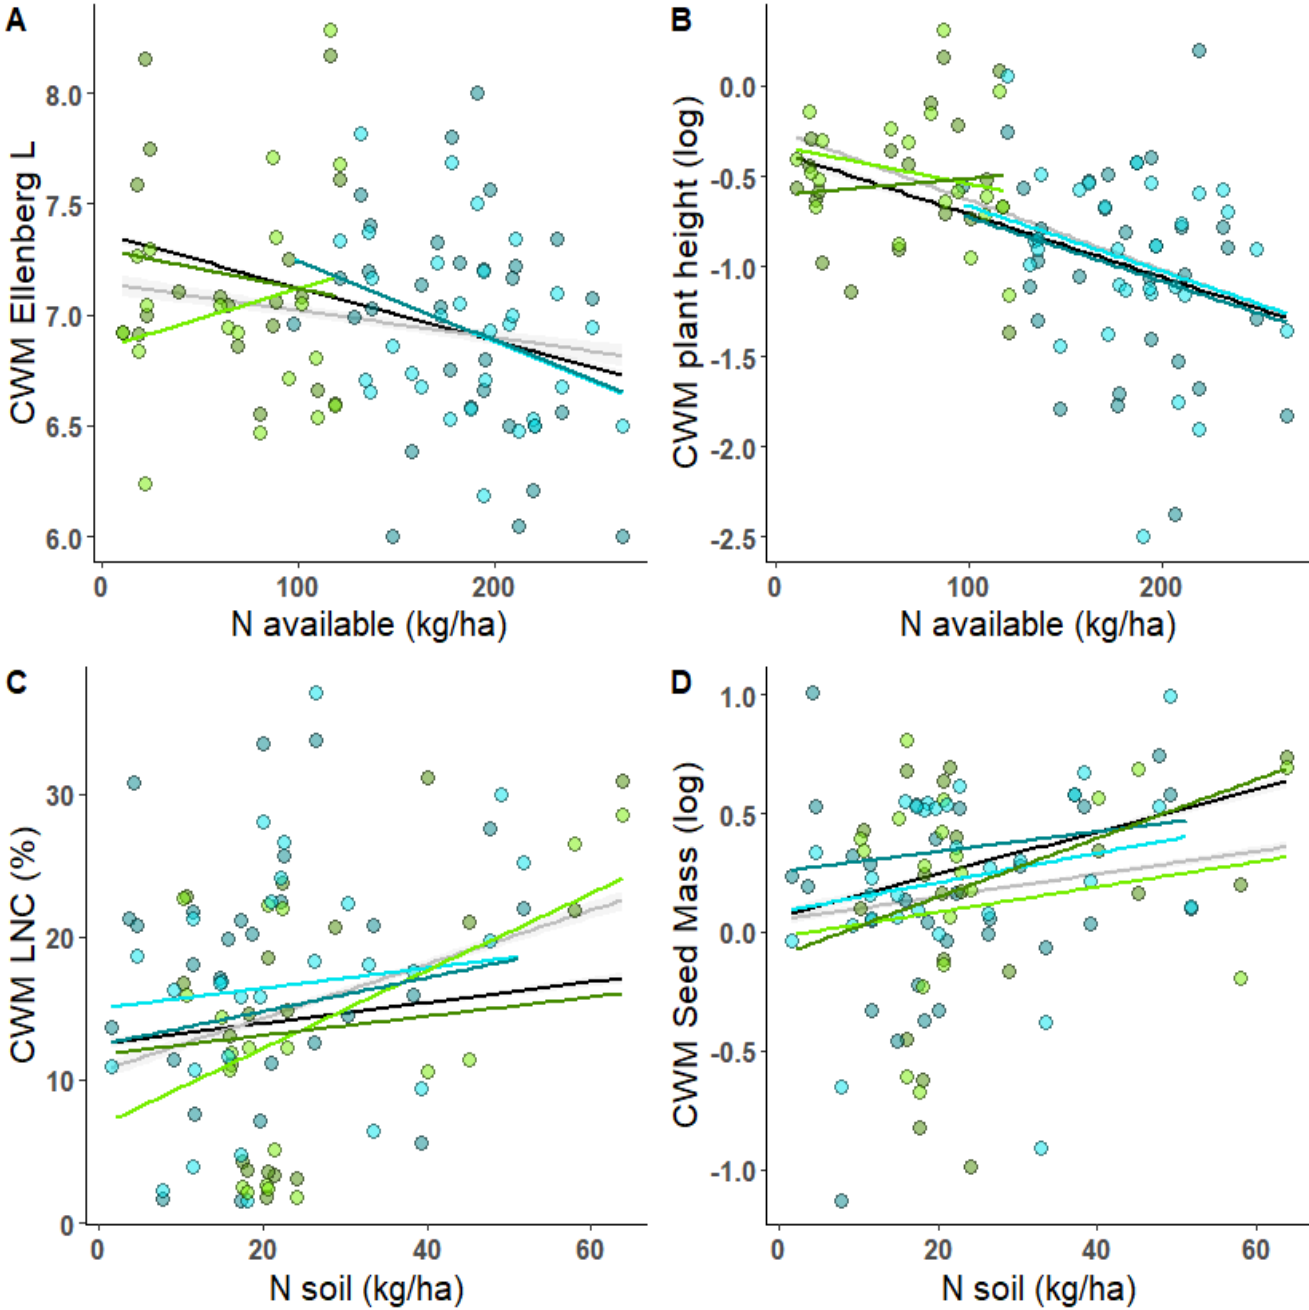 A
CWM Ellenberg L
8.0
7.5
7.0
6.5
6.0
0 100 200
N available (kg/ha)
B
CWM plant height (log)
0.0
-0.5
-1.0
-1.5
-2.0
-2.5
0 100 200
N available (kg/ha)
C
CWM LNC (%)
30
20
10
0
0 20 40 60
N soil (kg/ha)
D
CWM Seed Mass (log)
1.0
0.5
0.0
-0.5
-1.0
0 20 40 60
N soil (kg/ha)